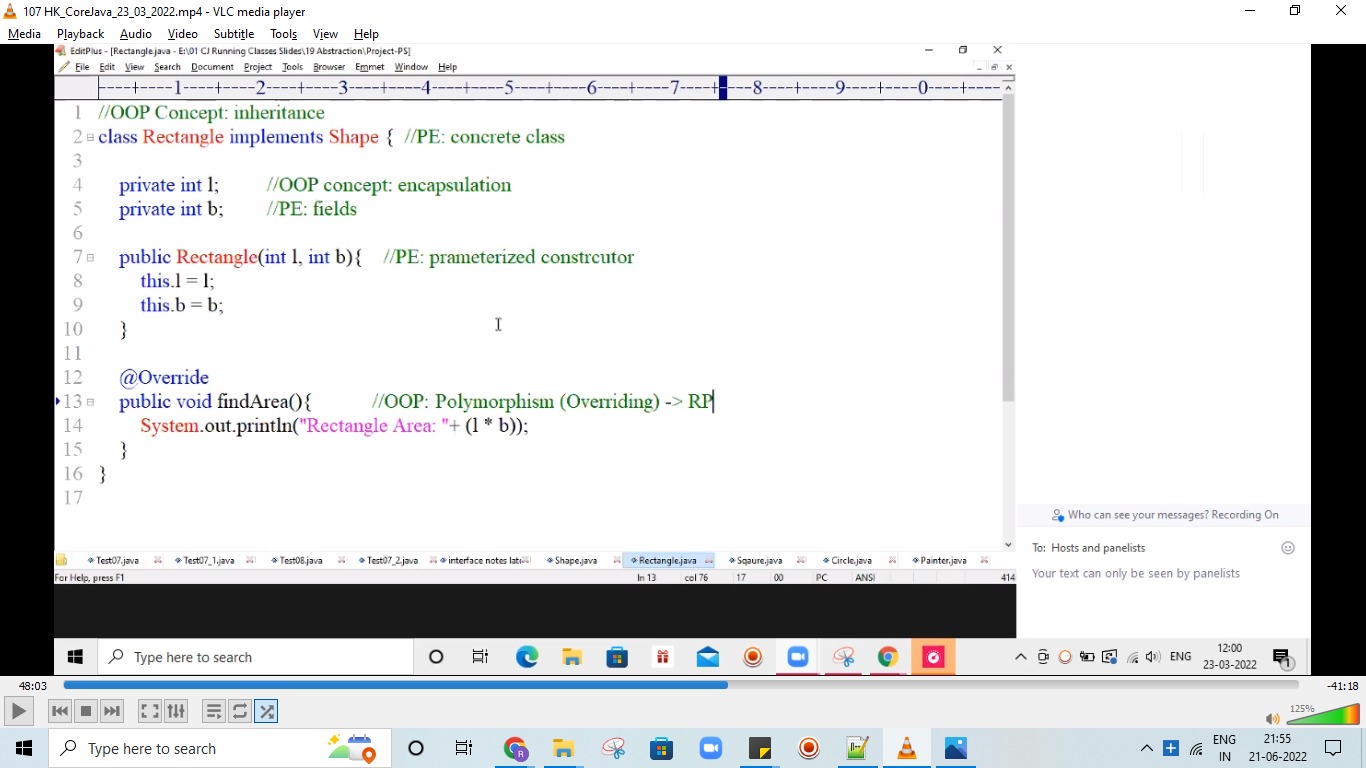 107 HK_CoreJava_23_03_2022.mp4 - VLC media player
Media Playback Audio Video Subtitle Tools View Help
EditPlus - [Rectangle.java - E:\01 CJ Running Classes Slides\19 Abstraction\Project-PS]
File Edit View Search Document Project Tools Browser Emmet Window Help
----+----1----+----2----+----3----+----4----+----5----+----6----+----7----+----8----+----9----+----0----+----
1 //OOP Concept: inheritance
2 class Rectangle implements Shape { //PE: concrete class
3
4 private int l; //OOP concept: encapsulation
5 private int b; //PE: fields
6
7 public Rectangle(int l, int b){ //PE: prameterized constrcutor
8 this.l = l;
9 this.b = b;
10 }
11
12 @Override
13 public void findArea(){ //OOP: Polymorphism (Overriding) -> RP
14 System.out.println("Rectangle Area: "+ (l * b));
15 }
16 }
17
Who can see your messages? Recording On
To: Hosts and panelists
Your text can only be seen by panelists
Test07.java Test07_1.java Test08.java Test07_2.java interface notes late Shape.java Rectangle.java Sqaure.java Circle.java Painter.java
For Help, press F1 ln 13 col 76 17 00 PC ANSI 414
Type here to search ENG 12:00
23-03-2022 1
48:03 -41:18
125%
Type here to search ENG 21:55
IN 21-06-2022